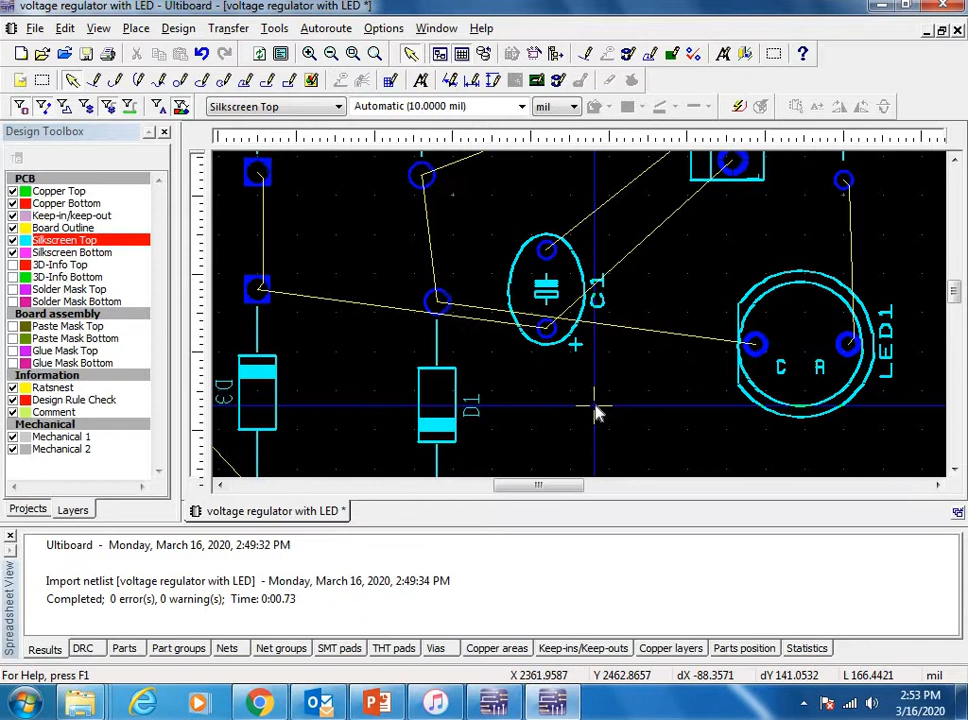 voltage regulator with LED * - Ultiboard - [voltage regulator with LED *]
File Edit View Place Design Transfer Tools Autoroute Options Window Help
Silkscreen Top Automatic (10.0000 mil) mil
Design Toolbox
PCB
Copper Top
Copper Bottom
Keep-in/keep-out
Board Outline
Silkscreen Top
Silkscreen Bottom
3D-Info Top
3D-Info Bottom
Solder Mask Top
Solder Mask Bottom
Board assembly
Paste Mask Top
Paste Mask Bottom
Glue Mask Top
Glue Mask Bottom
Information
Ratsnest
Design Rule Check
Comment
Mechanical
Mechanical 1
Mechanical 2
Projects Layers
C1
+
LED1
C A
D3
D1
voltage regulator with LED *
Spreadsheet View
Ultiboard - Monday, March 16, 2020, 2:49:32 PM
Import netlist [voltage regulator with LED] - Monday, March 16, 2020, 2:49:34 PM
Completed; 0 error(s), 0 warning(s); Time: 0:00.73
Results DRC Parts Part groups Nets Net groups SMT pads THT pads Vias Copper areas Keep-ins/Keep-outs Copper layers Parts position Statistics
For Help, press F1 X 2361.9587 Y 2462.8657 dX -88.3571 dY 141.0532 L 166.4421 mil
2:53 PM
3/16/2020